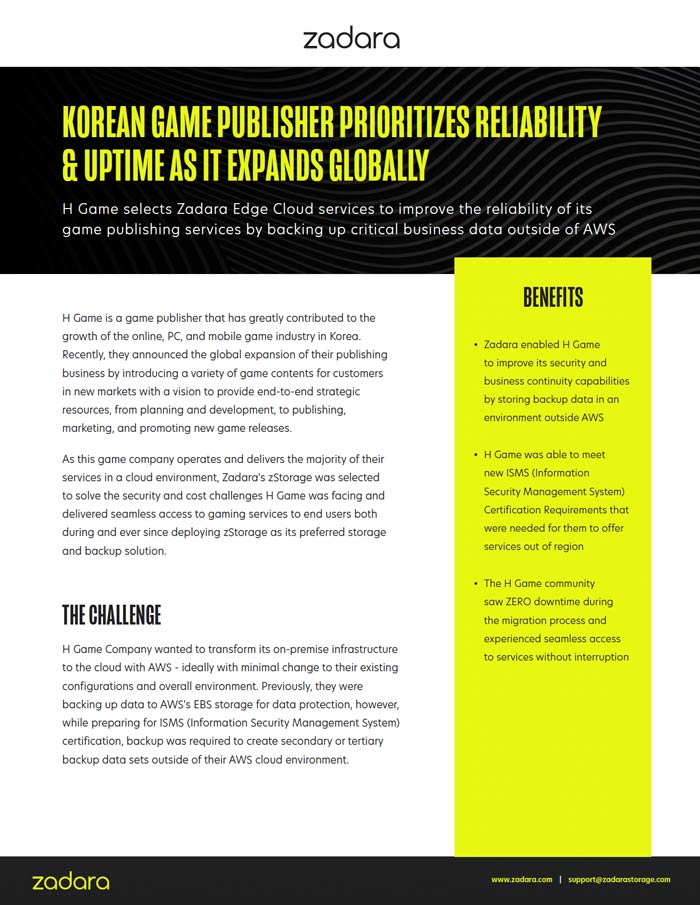 zadara
KOREAN GAME PUBLISHER PRIORITIZES RELIABILITY
& UPTIME AS IT EXPANDS GLOBALLY
H Game selects Zadara Edge Cloud services to improve the reliability of its
game publishing services by backing up critical business data outside of AWS
H Game is a game publisher that has greatly contributed to the
growth of the online, PC, and mobile game industry in Korea.
Recently, they announced the global expansion of their publishing
business by introducing a variety of game contents for customers
in new markets with a vision to provide end-to-end strategic
resources, from planning and development, to publishing,
marketing, and promoting new game releases.
As this game company operates and delivers the majority of their
services in a cloud environment, Zadara's zStorage was selected
to solve the security and cost challenges H Game was facing and
delivered seamless access to gaming services to end users both
during and ever since deploying zStorage as its preferred storage
and backup solution.
THE CHALLENGE
H Game Company wanted to transform its on-premise infrastructure
to the cloud with AWS - ideally with minimal change to their existing
configurations and overall environment. Previously, they were
backing up data to AWS's EBS storage for data protection, however,
while preparing for ISMS (Information Security Management System)
certification, backup was required to create secondary or tertiary
backup data sets outside of their AWS cloud environment.
BENEFITS
• Zadara enabled H Game
to improve its security and
business continuity capabilities
by storing backup data in an
environment outside AWS
• H Game was able to meet
new ISMS (Information
Security Management System)
Certification Requirements that
were needed for them to offer
services out of region
• The H Game community
saw ZERO downtime during
the migration process and
experienced seamless access
to services without interruption
zadara
www.zadara.com | support@zadarastorage.com